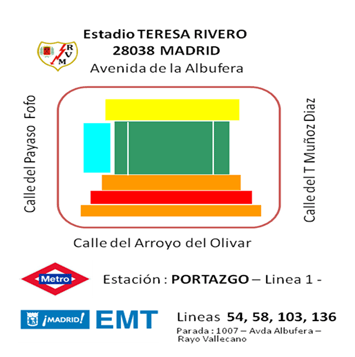 Estadio TERESA RIVERO
28038 MADRID
Avenida de la Albufera
RVM
Calle del Payaso Fofo
Calle del T Muñoz Diaz
Calle del Arroyo del Olivar
Metro
Estación : PORTAZGO – Linea 1 -
¡MADRID!
EMT
Lineas 54, 58, 103, 136
Parada : 1007 – Avda Albufera –
Rayo Vallecano